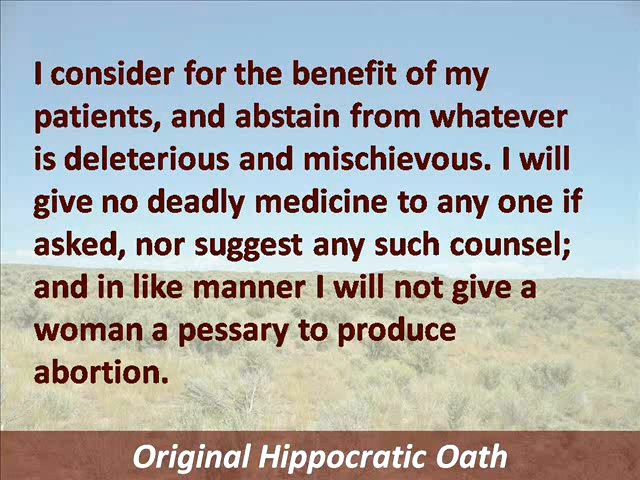 I consider for the benefit of my
patients, and abstain from whatever
is deleterious and mischievous. I will
give no deadly medicine to any one if
asked, nor suggest any such counsel;
and in like manner I will not give a
woman a pessary to produce
abortion.
Original Hippocratic Oath